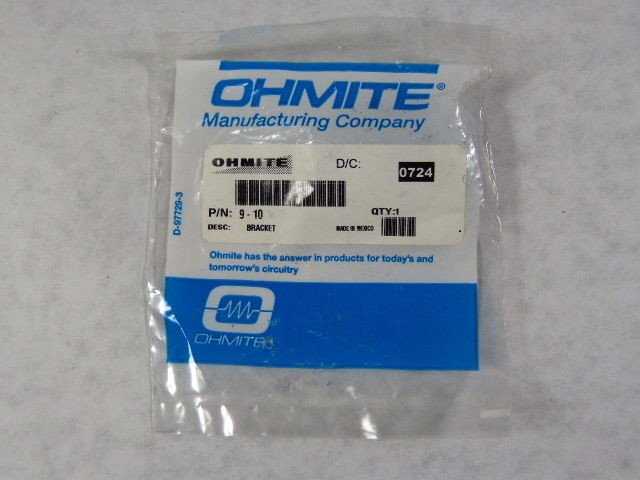 OHMITE®
Manufacturing Company
OHMITE D/C: 0724
P/N: 9-10 QTY:1
DESC: BRACKET MADE IN MEXICO
D-97729-3
Ohmite has the answer in products for today's and
tomorrow's circuitry
OHMITE